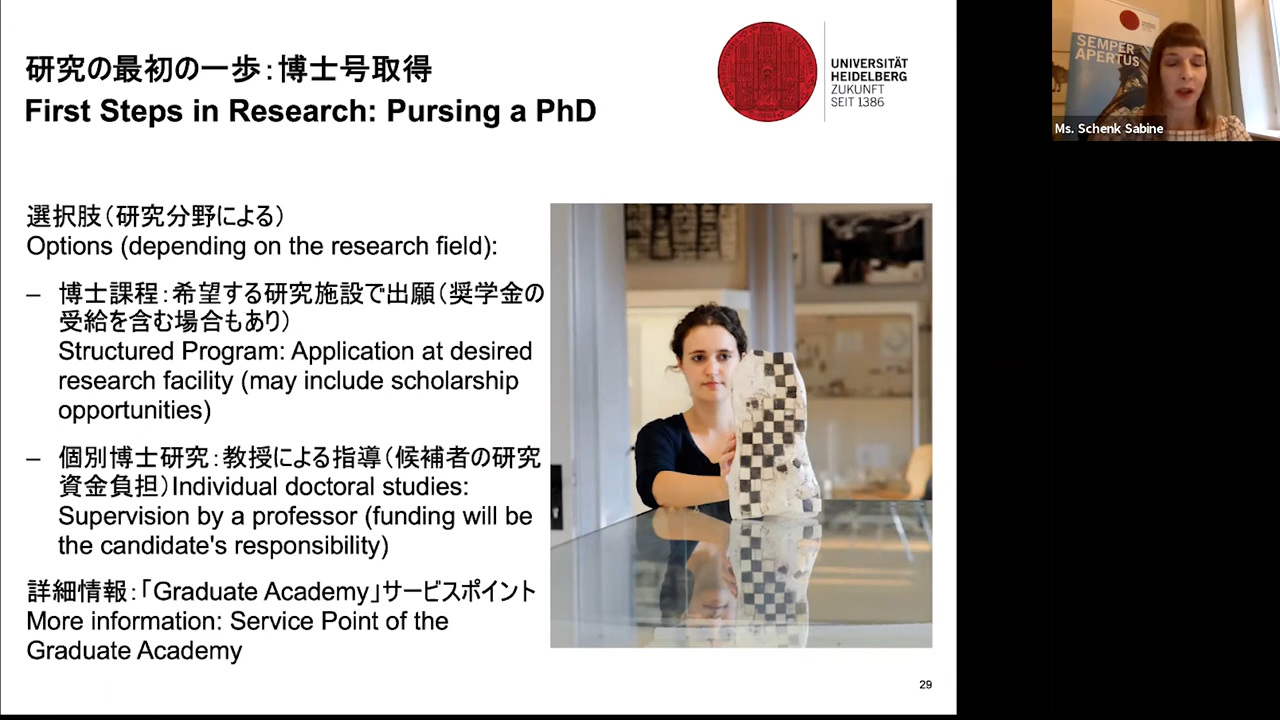 研究の最初の一歩：博士号取得
First Steps in Research: Pursing a PhD
UNIVERSITÄT
HEIDELBERG
ZUKUNFT
SEIT 1386
SEMPER
APERTUS
Ms. Schenk Sabine
選択肢（研究分野による）
Options (depending on the research field):
– 博士課程：希望する研究施設で出願（奨学金の
受給を含む場合もあり）
Structured Program: Application at desired
research facility (may include scholarship
opportunities)
– 個別博士研究：教授による指導（候補者の研究
資金負担）Individual doctoral studies:
Supervision by a professor (funding will be
the candidate's responsibility)
詳細情報：「Graduate Academy」サービスポイント
More information: Service Point of the
Graduate Academy
29